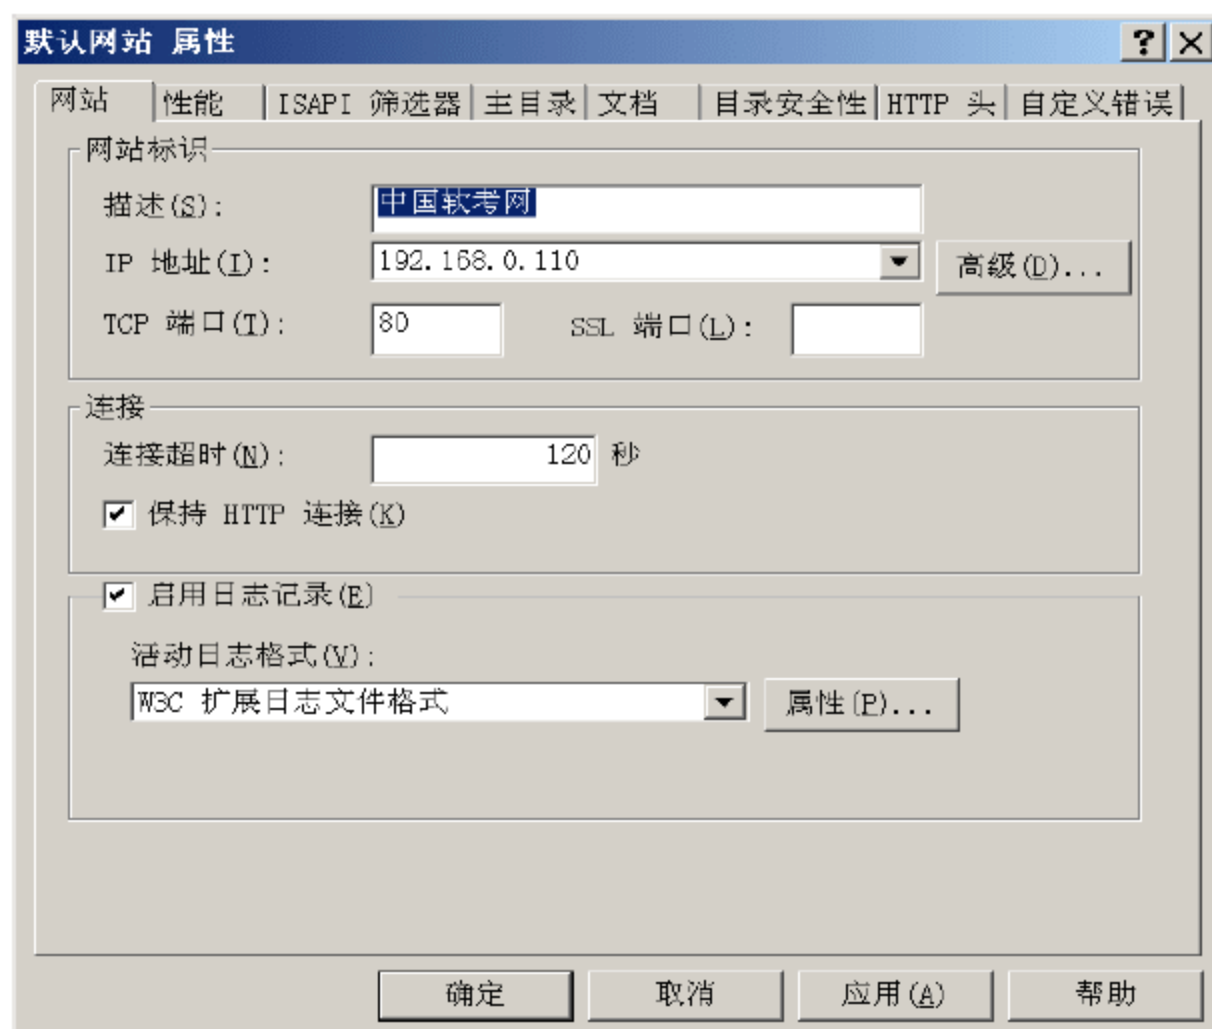 默认网站 属性
网站 性能 ISAPI 筛选器 主目录 文档 目录安全性 HTTP 头 自定义错误
网站标识
描述(S): 中国软考网
IP 地址(I): 192.168.0.110 高级(D)...
TCP 端口(T): 80 SSL 端口(L):
连接
连接超时(N): 120 秒
保持 HTTP 连接(K)
启用日志记录(E)
活动日志格式(V):
W3C 扩展日志文件格式 属性(P)...
确定 取消 应用(A) 帮助